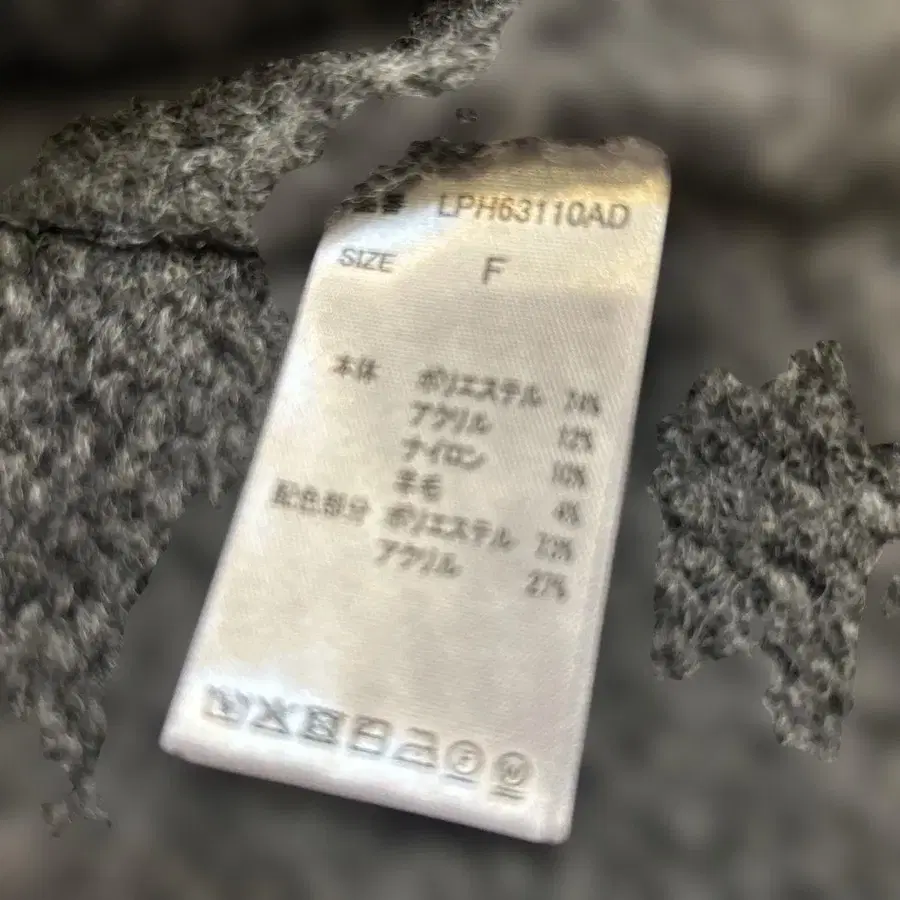 品番 LPH63110AD
SIZE F
本体 ポリエステル 74%
アクリル 12%
ナイロン 10%
羊毛 4%
配色部分 ポリエステル 73%
アクリル 27%